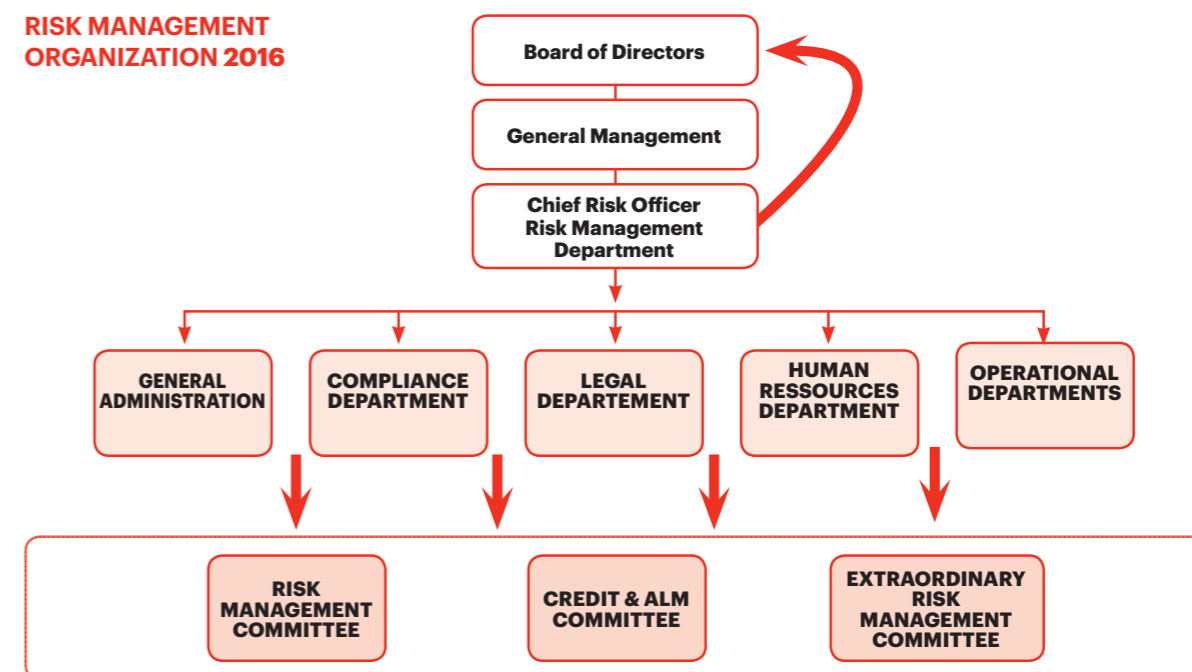 RISK MANAGEMENT
ORGANIZATION 2016
Board of Directors
General Management
Chief Risk Officer
Risk Management
Department
GENERAL
ADMINISTRATION
COMPLIANCE
DEPARTMENT
LEGAL
DEPARTEMENT
HUMAN
RESSOURCES
DEPARTMENT
OPERATIONAL
DEPARTMENTS
RISK
MANAGEMENT
COMMITTEE
CREDIT & ALM
COMMITTEE
EXTRAORDINARY
RISK
MANAGEMENT
COMMITTEE